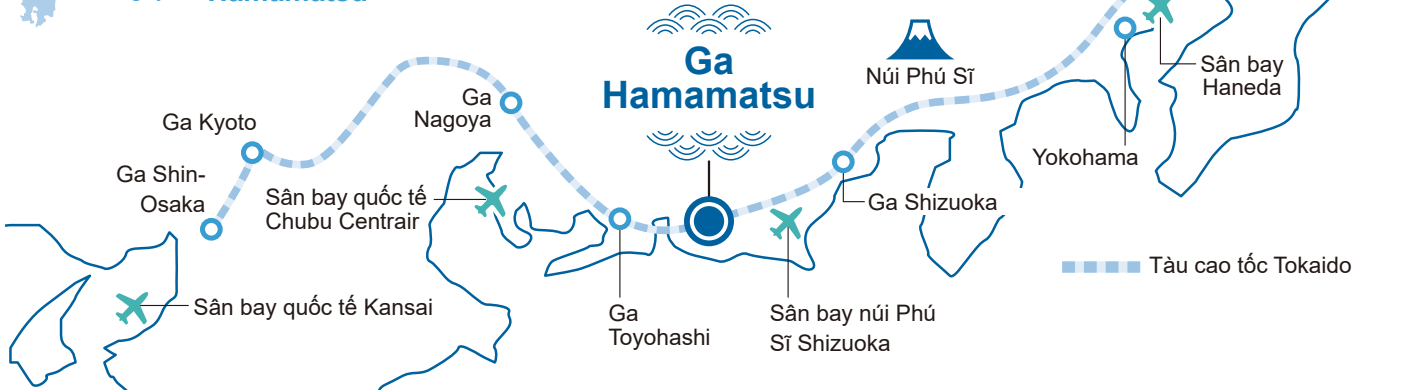 Ga
Hamamatsu
Núi Phú Sĩ
Sân bay
Haneda
Ga
Nagoya
Ga Kyoto
Yokohama
Ga Shin-
Osaka
Sân bay quốc tế
Chubu Centrair
Ga Shizuoka
Tàu cao tốc Tokaido
Sân bay quốc tế Kansai
Ga
Toyohashi
Sân bay núi Phú
Sĩ Shizuoka